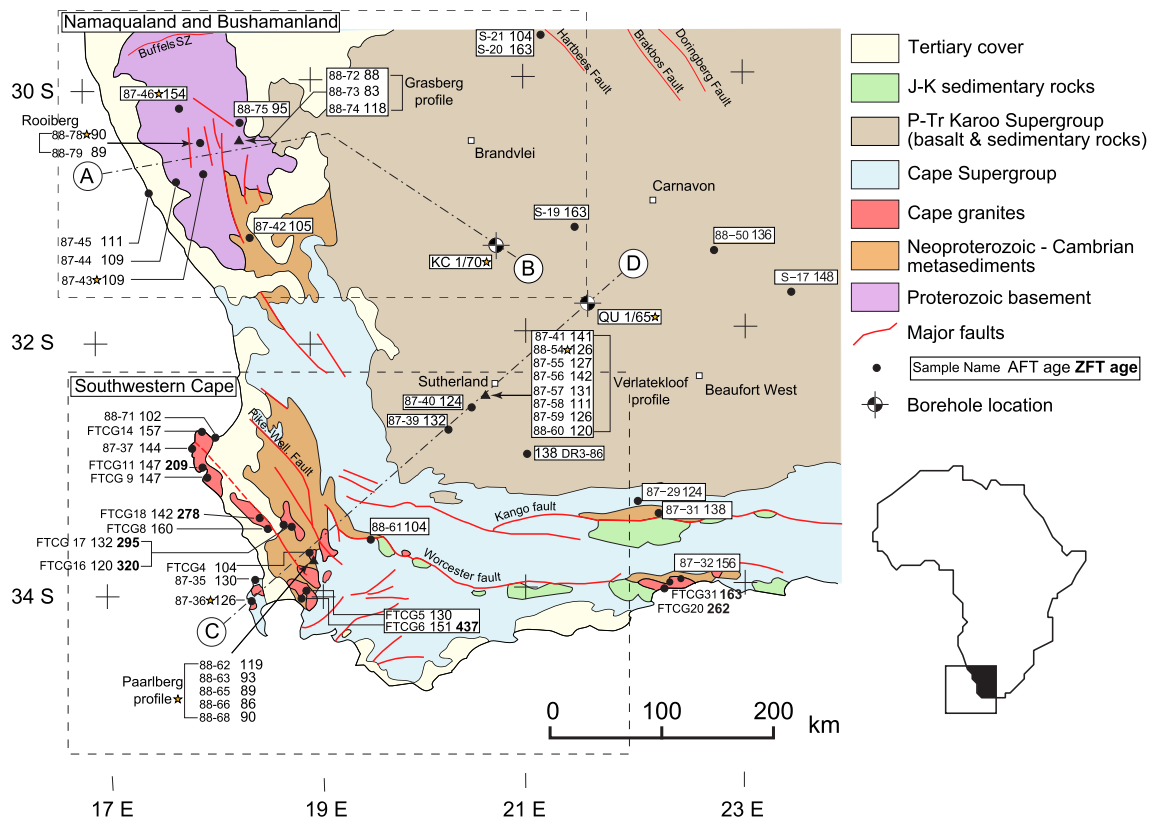 Namaqualand and Bushamanland
BuffelsSZ
30 S
87-46 154
88-75 95
88-72 88
88-73 83
88-74 118
Grasberg
profile
S-21 104
S-20 163
Hartbees Fault
Brakbos Fault
Doringberg Fault
Rooiberg
88-78 90
88-79 89
A
Brandvlei
Carnavon
87-42 105
S-19 163
88-50 136
S-17 148
87-45 111
87-44 109
87-43 109
KC 1/70
B
D
QU 1/65
32 S
87-41 141
88-54 126
87-55 127
87-56 142
87-57 131
87-58 111
87-59 126
88-60 120
Verlatekloof
profile
Sutherland
Beaufort West
87-40 124
87-39 132
138 DR3-86
Southwestern Cape
88-71 102
FTCG14 157
87-37 144
FTCG11 147 209
FTCG 9 147
Pike.-Well. Fault
FTCG18 142 278
FTCG8 160
FTCG 17 132 295
FTCG16 120 320
FTCG4 104
87-35 130
87-36 126
34 S
C
88-61 104
Kango fault
Worcester fault
87-29 124
87-31 138
87-32 156
FTCG31 163
FTCG20 262
FTCG5 130
FTCG6 151 437
Paarlberg
profile
88-62 119
88-63 93
88-65 89
88-66 86
88-68 90
0 100 200
km
17 E 19 E 21 E 23 E
Tertiary cover
J-K sedimentary rocks
P-Tr Karoo Supergroup
(basalt & sedimentary rocks)
Cape Supergroup
Cape granites
Neoproterozoic - Cambrian
metasediments
Proterozoic basement
Major faults
Sample Name AFT age ZFT age
Borehole location